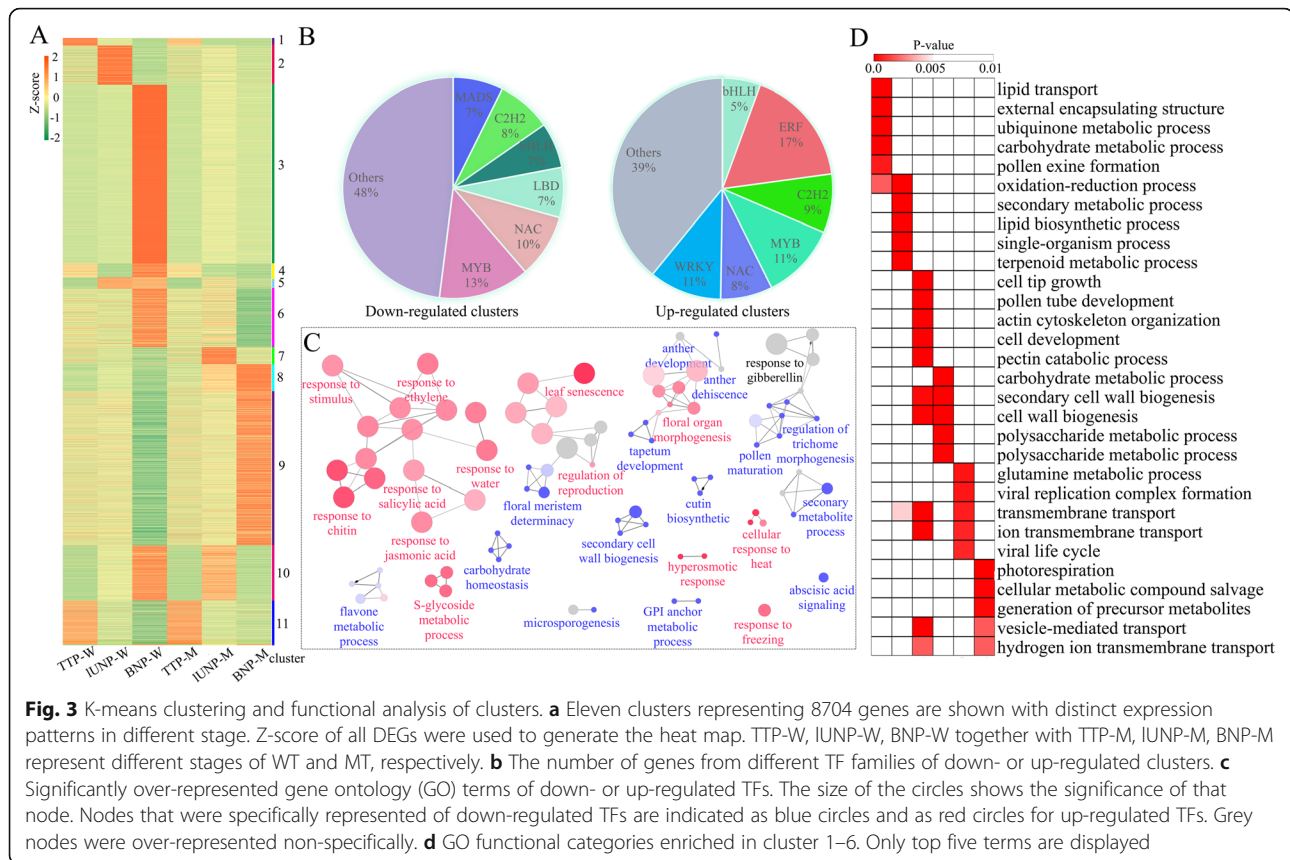 A
Z-score
2
1
0
-1
-2
1
2
3
4
5
6
7
8
9
10
11
cluster
TTP-W
lUNP-W
BNP-W
TTP-M
lUNP-M
BNP-M
B
MADS
7%
C2H2
8%
7%
LBD
7%
NAC
10%
MYB
13%
Others
48%
Down-regulated clusters
bHLH
5%
ERF
17%
C2H2
9%
MYB
11%
NAC
8%
WRKY
11%
Others
39%
Up-regulated clusters
C
response to
stimulus
response to
ethylene
leaf senescence
anther
development
anther
dehiscence
response to
gibberellin
floral organ
morphogenesis
tapetum
development
regulation of
trichome
morphogenesis
pollen
maturation
response to
water
regulation of
reproduction
response to
salicylic acid
response to
chitin
floral meristem
determinacy
cutin
biosynthetic
seconary
metabolite
process
response to
jasmonic acid
secondary cell
wall biogenesis
cellular
response to
heat
carbohydrate
homeostasis
hyperosmotic
response
abscisic acid
signaling
flavone
metabolic
process
S-glycoside
metabolic
process
microsporogenesis
GPI anchor
metabolic
process
response to
freezing
D
P-value
0.0
0.005
0.01
lipid transport
external encapsulating structure
ubiquinone metabolic process
carbohydrate metabolic process
pollen exine formation
oxidation-reduction process
secondary metabolic process
lipid biosynthetic process
single-organism process
terpenoid metabolic process
cell tip growth
pollen tube development
actin cytoskeleton organization
cell development
pectin catabolic process
carbohydrate metabolic process
secondary cell wall biogenesis
cell wall biogenesis
polysaccharide metabolic process
polysaccharide metabolic process
glutamine metabolic process
viral replication complex formation
transmembrane transport
ion transmembrane transport
viral life cycle
photorespiration
cellular metabolic compound salvage
generation of precursor metabolites
vesicle-mediated transport
hydrogen ion transmembrane transport
Fig. 3 K-means clustering and functional analysis of clusters. a Eleven clusters representing 8704 genes are shown with distinct expression
patterns in different stage. Z-score of all DEGs were used to generate the heat map. TTP-W, lUNP-W, BNP-W together with TTP-M, lUNP-M, BNP-M
represent different stages of WT and MT, respectively. b The number of genes from different TF families of down- or up-regulated clusters. c
Significantly over-represented gene ontology (GO) terms of down- or up-regulated TFs. The size of the circles shows the significance of that
node. Nodes that were specifically represented of down-regulated TFs are indicated as blue circles and as red circles for up-regulated TFs. Grey
nodes were over-represented non-specifically. d GO functional categories enriched in cluster 1–6. Only top five terms are displayed